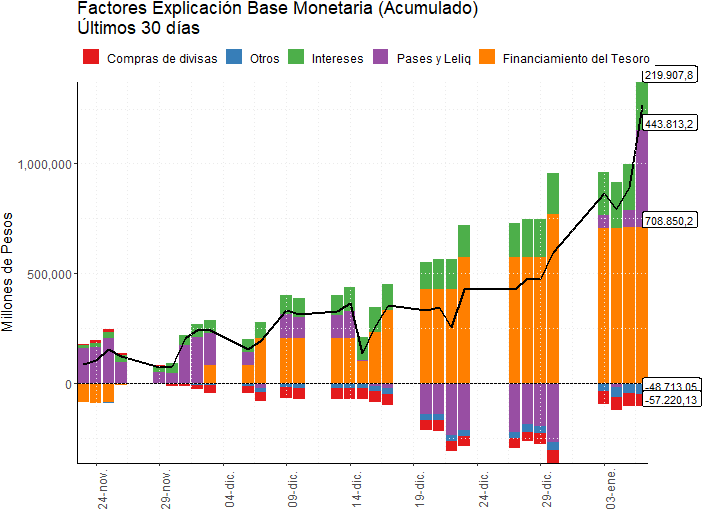 Factores Explicación Base Monetaria (Acumulado)
Últimos 30 días
Compras de divisas Otros Intereses Pases y Leliq Financiamiento del Tesoro
219.907,8
443.813,2
708.850,2
-48.713,05
-57.220,13
1,000,000
500,000
0
Millones de Pesos
24-nov.
29-nov.
04-dic.
09-dic.
14-dic.
19-dic.
24-dic.
29-dic.
03-ene.